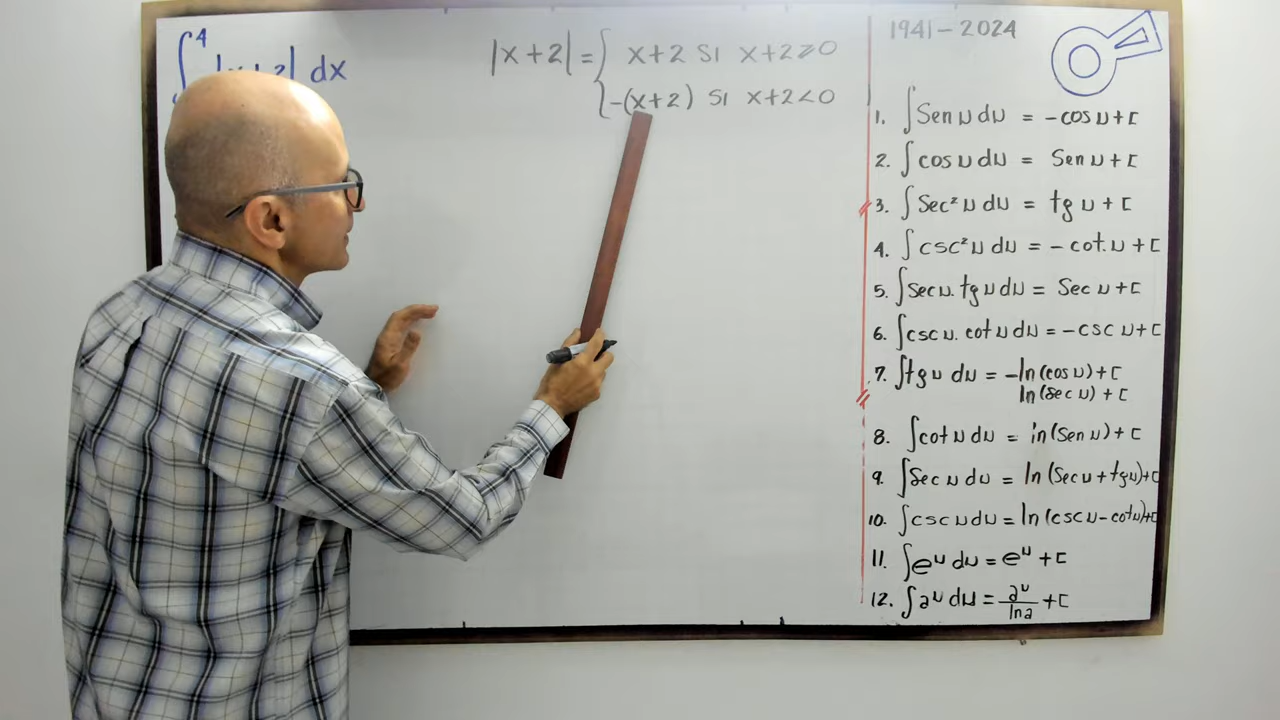 ∫⁴ |x+2| dx
|x+2| = { x+2 si x+2≥0
-(x+2) si x+2<0
1941-2024
1. ∫Sen u du = -cos u + C
2. ∫cos u du = Sen u + C
3. ∫Sec² u du = tg u + C
4. ∫csc² u du = -cot. u + C
5. ∫Sec u. tg u du = Sec u + C
6. ∫csc u. cot u du = -csc u + C
7. ∫tg u du = -ln(cos u) + C
ln(Sec u) + C
8. ∫cot u du = ln(Sen u) + C
9. ∫Sec u du = ln(Sec u + tg u) + C
10. ∫csc u du = ln(csc u - cot u) + C
11. ∫eᵘ du = eᵘ + C
12. ∫aᵘ du = aᵘ/ln a + C